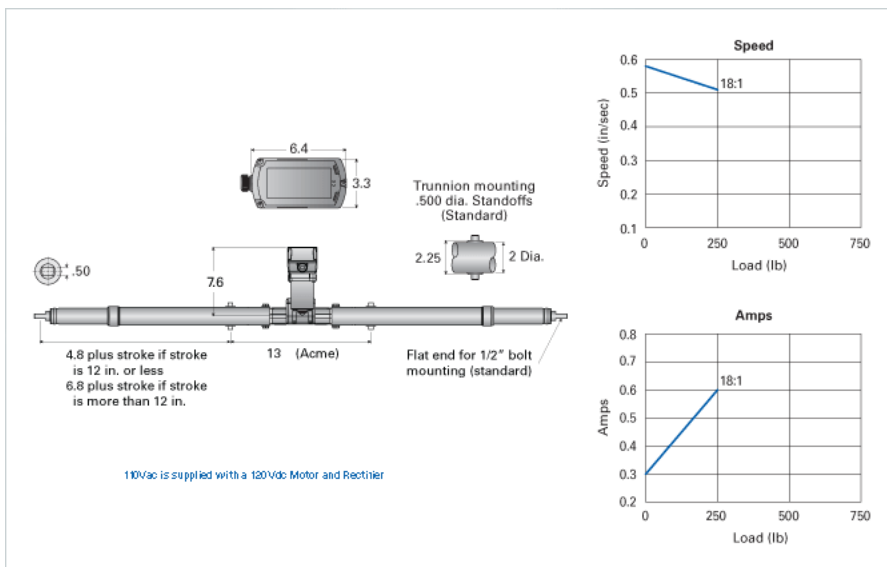 6.4
3.3
Trunnion mounting
.500 dia. Standoffs
(Standard)
2.25
2 Dia.
7.6
.50
4.8 plus stroke if stroke
is 12 in. or less
6.8 plus stroke if stroke
is more than 12 in.
13 (Acme)
Flat end for 1/2" bolt
mounting (standard)
110Vac is supplied with a 120Vdc Motor and Rectifier
Speed
Speed (in/sec)
0.6
0.5
0.4
0.3
0.2
0.1
18:1
0 250 500 750
Load (lb)
Amps
Amps
0.8
0.7
0.6
0.5
0.4
0.3
0.2
18:1
0 250 500 750
Load (lb)